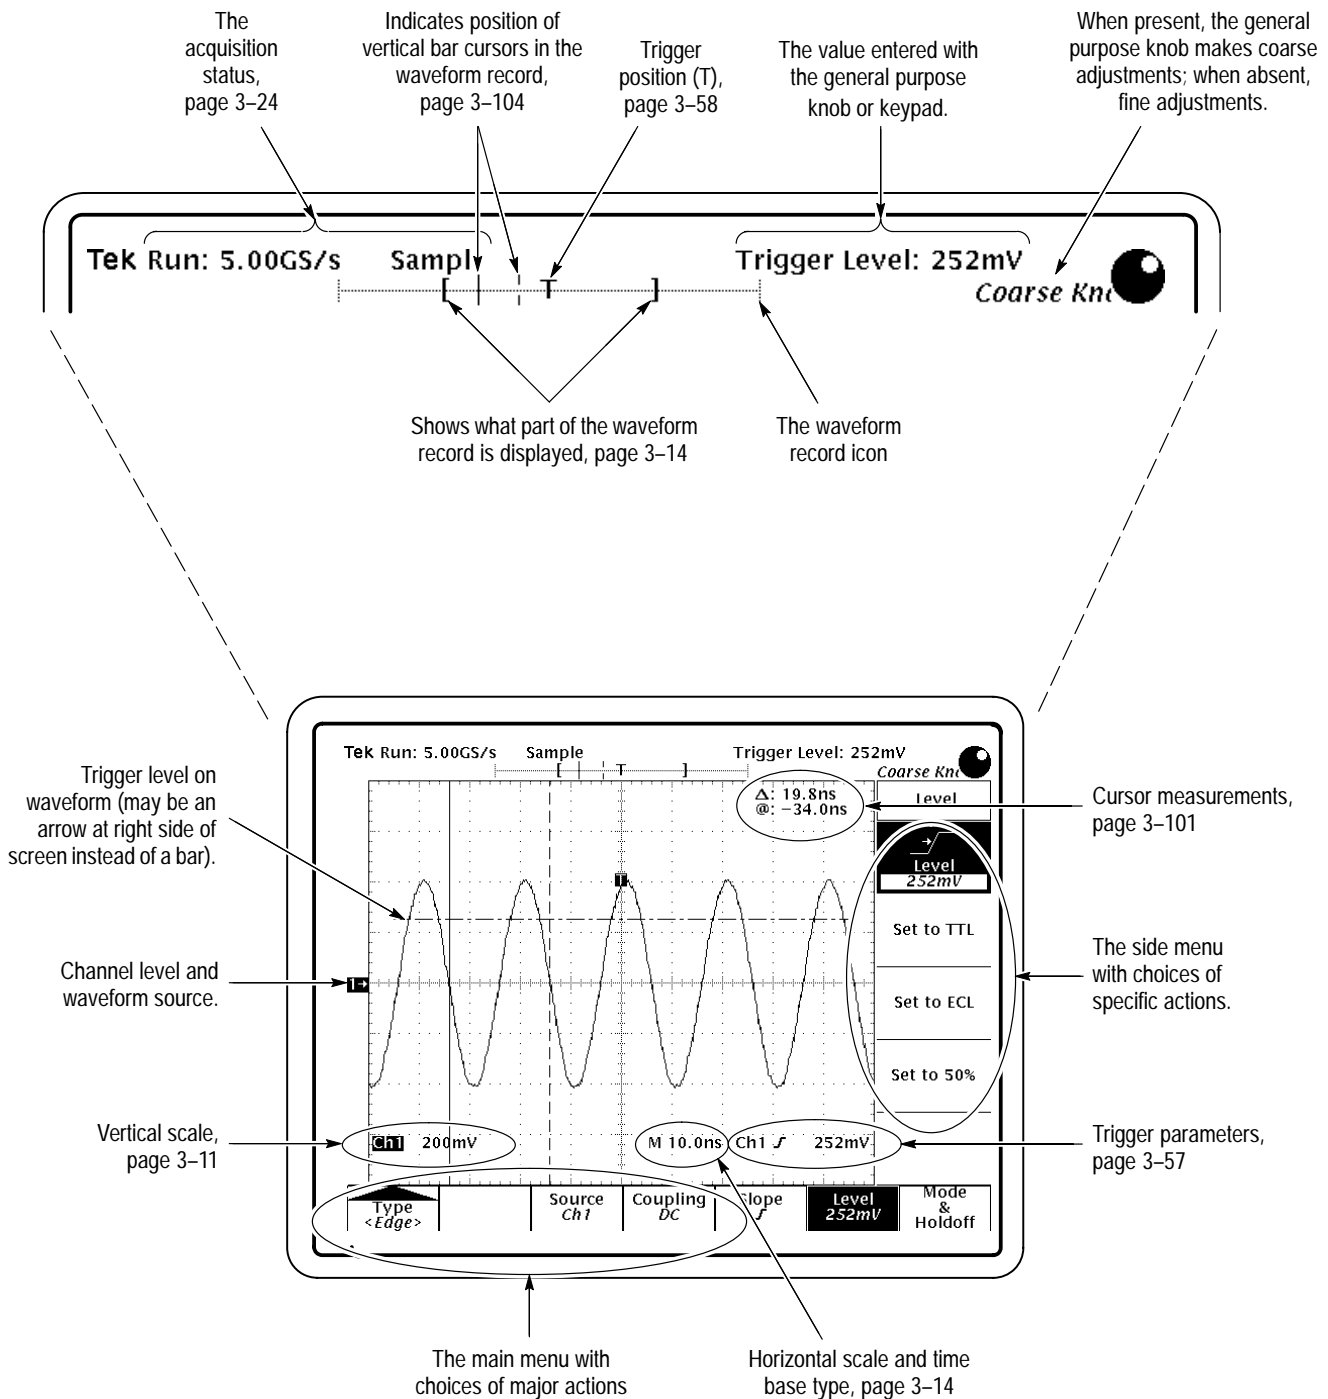 The
acquisition
status,
page 3–24
Indicates position of
vertical bar cursors in the
waveform record,
page 3–104
Trigger
position (T),
page 3–58
The value entered with
the general purpose
knob or keypad.
When present, the general
purpose knob makes coarse
adjustments; when absent,
fine adjustments.
Tek Run: 5.00GS/s Sampl Trigger Level: 252mV
[ T ]
Coarse Kn
Shows what part of the waveform
record is displayed, page 3–14
The waveform
record icon
Tek Run: 5.00GS/s Sample Trigger Level: 252mV
[ T ]
Coarse Kn
Δ: 19.8ns
@: −34.0ns
Level
Level
252mV
Set to TTL
Set to ECL
Set to 50%
T
1→
Ch1 200mV M 10.0ns Ch1 252mV
Type
<Edge>
Source
Ch1
Coupling
DC
Slope
Level
252mV
Mode
&
Holdoff
Trigger level on
waveform (may be an
arrow at right side of
screen instead of a bar).
Channel level and
waveform source.
Vertical scale,
page 3–11
Cursor measurements,
page 3–101
The side menu
with choices of
specific actions.
Trigger parameters,
page 3–57
The main menu with
choices of major actions
Horizontal scale and time
base type, page 3–14